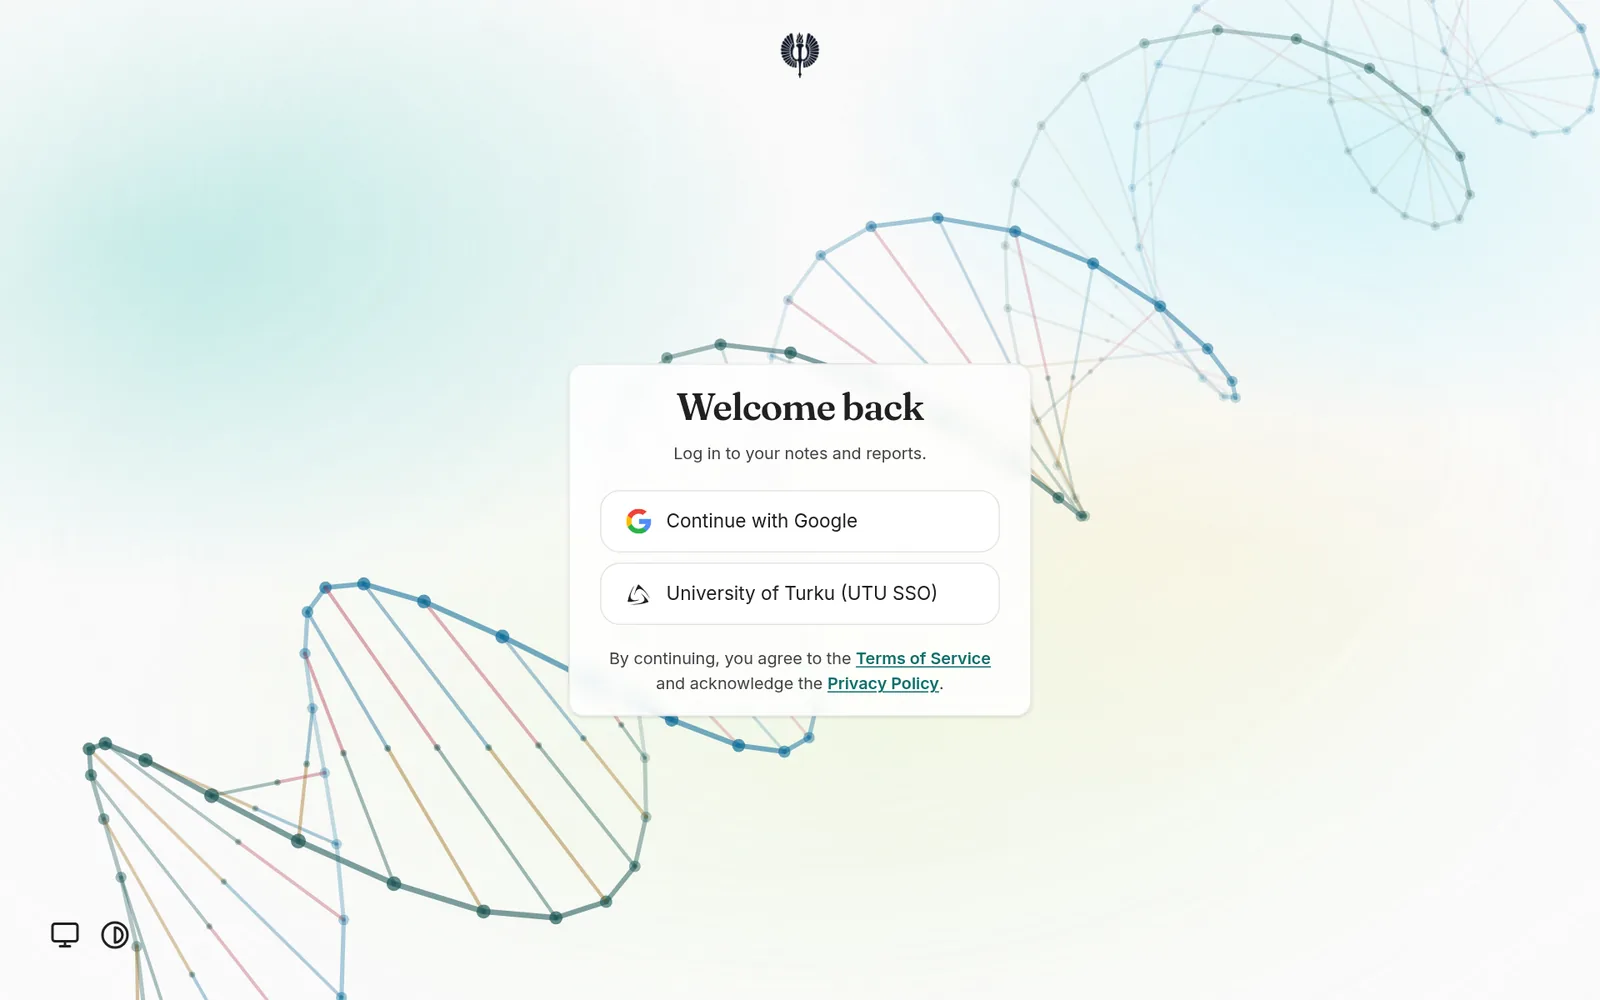 Welcome back
Log in to your notes and reports.
Continue with Google
University of Turku (UTU SSO)
By continuing, you agree to the Terms of Service
and acknowledge the Privacy Policy.